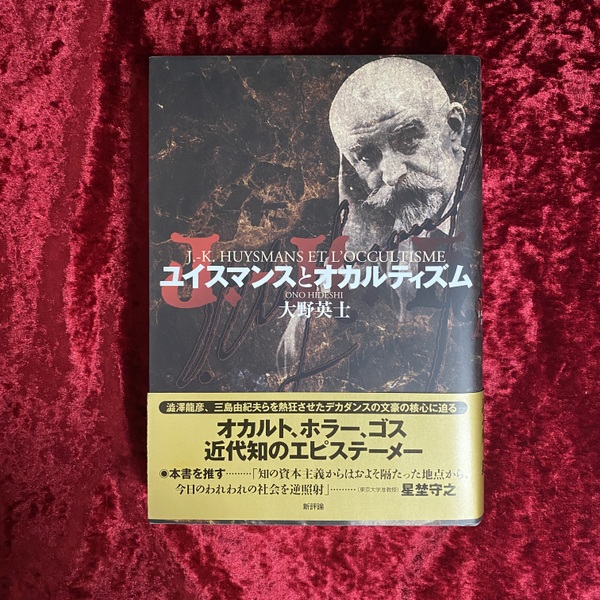 J.-K. HUYSMANS ET L'OCCULTISME
ユイスマンスとオカルティズム
ONO HIDESHI
大野英士
澁澤龍彦、三島由紀夫らを熱狂させたデカダンスの文豪の核心に迫る
オカルト、ホラー、ゴス
近代知のエピステーメー
◉本書を推す………「知の資本主義からはおよそ隔たった地点から、
今日のわれわれの社会を逆照射」………(東京大学准教授)星埜守之
新評論